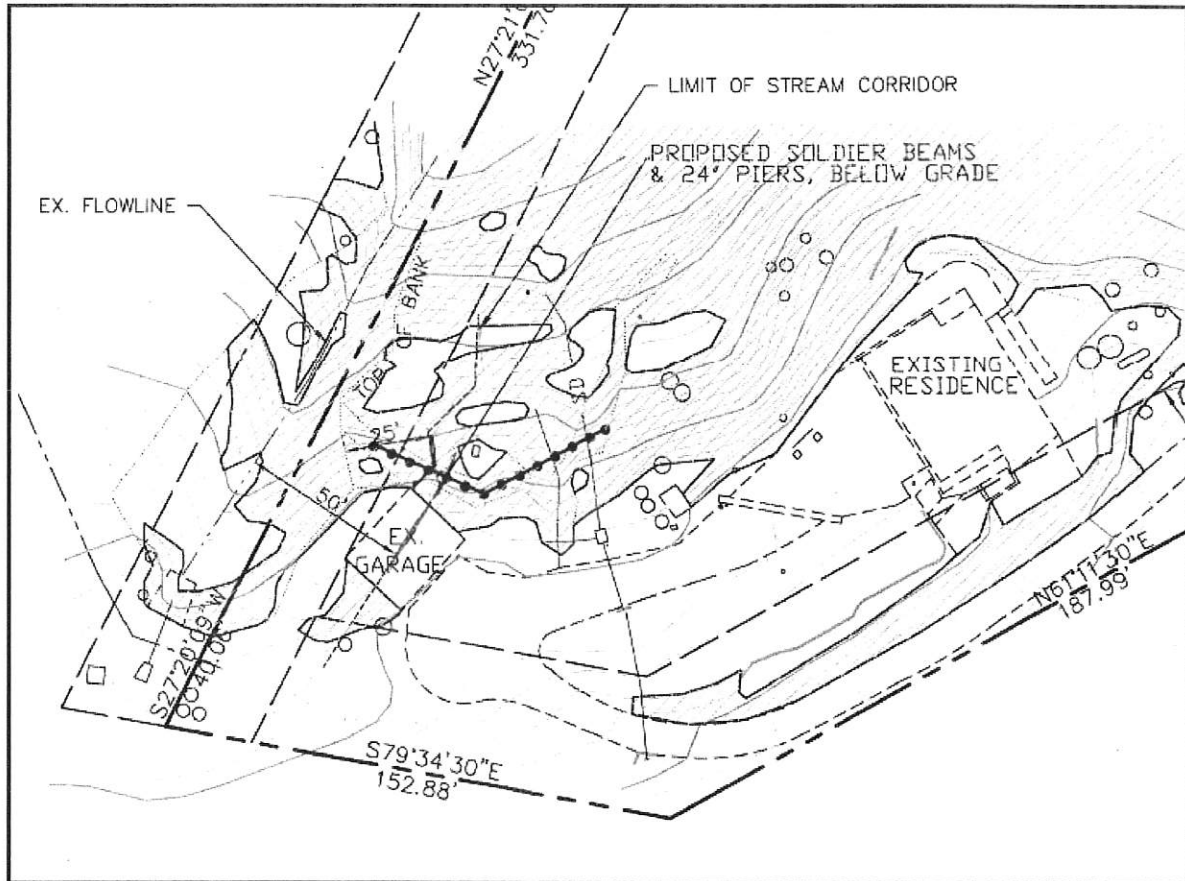 N27°21'
331.7
LIMIT OF STREAM CORRIDOR
PROPOSED SOLDIER BEAMS
& 24" PIERS, BELOW GRADE
EX. FLOWLINE
TOP OF BANK
EXISTING
RESIDENCE
SD
25'
50'
EX.
GARAGE
N61°11'30"E
187.99'
S27°20'09"W
40.08
S79°34'30"E
152.88'